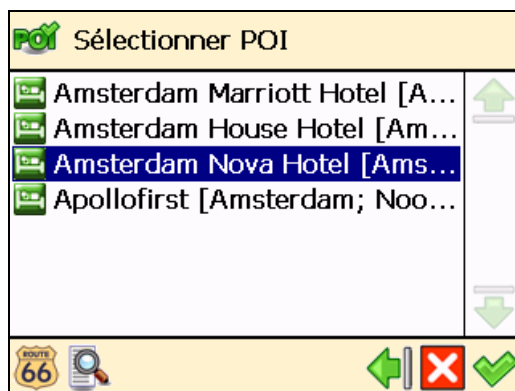 POI Sélectionner POI
Amsterdam Marriott Hotel [A...
Amsterdam House Hotel [Am...
Amsterdam Nova Hotel [Ams...
Apollofirst [Amsterdam; Noo...
ROUTE
66